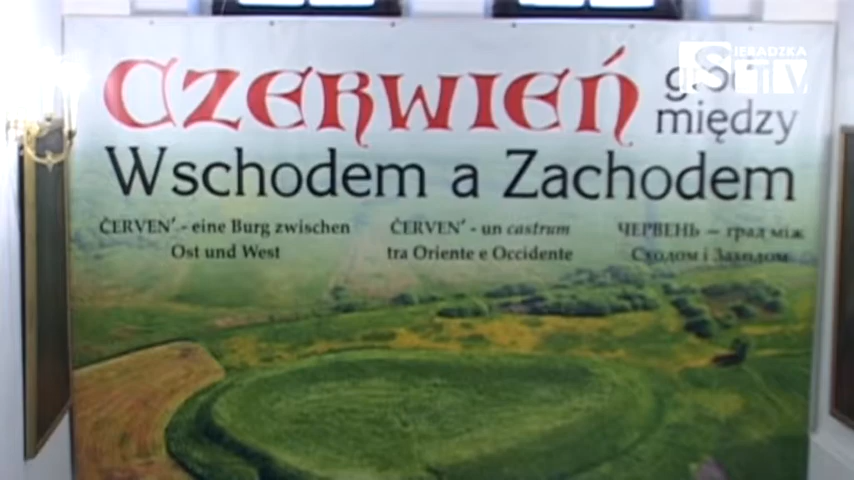 CZERWIEŃ
gród
między
Wschodem a Zachodem
ČERVEN' - eine Burg zwischen
Ost und West
ČERVEN' - un castrum
tra Oriente e Occidente
ЧЕРВЕНЬ – град між
Сходом і Заходом
SIERADZKA
TV